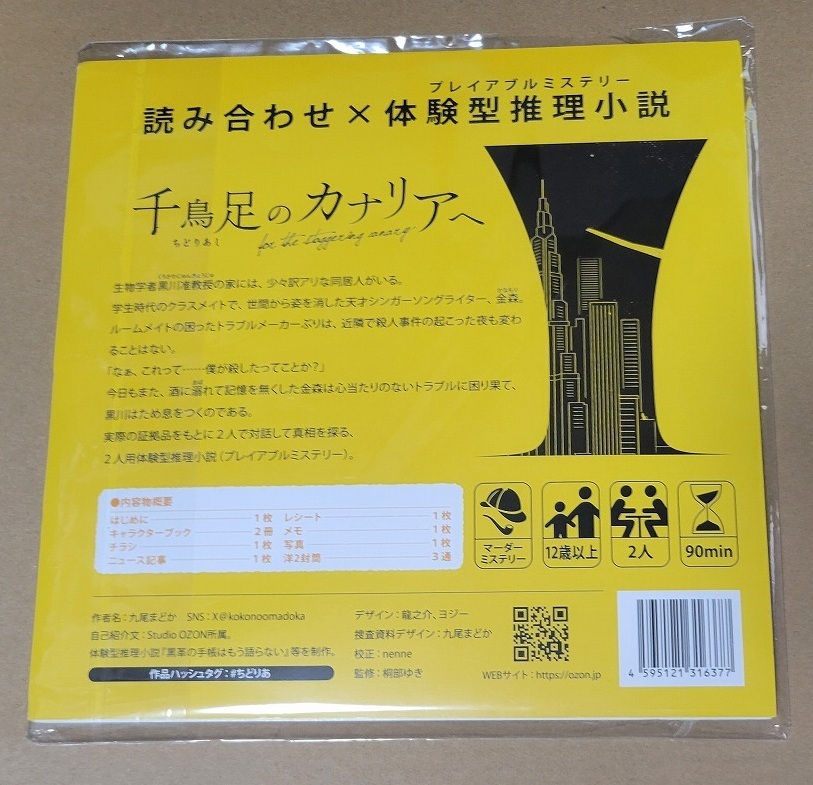 プレイアブルミステリー
読み合わせ×体験型推理小説
千鳥足のカナリアへ
ちどりあし
for the staggering canary
くろかわじゅんきょうじゅ
生物学者黒川准教授の家には、少々訳アリな同居人がいる。
かなもり
学生時代のクラスメイトで、世間から姿を消した天才シンガーソングライター、金森。
ルームメイトの困ったトラブルメーカーぶりは、近隣で殺人事件の起こった夜も変わ
ることはない。
「なぁ、これって……僕が殺したってことか?」
おぼ
今日もまた、酒に溺れて記憶を無くした金森は心当たりのないトラブルに困り果て、
黒川はため息をつくのである。
実際の証拠品をもとに2人で対話して真相を探る、
2人用体験型推理小説(プレイアブルミステリー)。
●内容物概要
はじめに 1枚 レシート 1枚
キャラクターブック 2冊 メモ 1枚
チラシ 1枚 写真 1枚
ニュース記事 1枚 洋2封筒 3通
マーダー
ミステリー
12歳以上
2人
90min
作者名:九尾まどか SNS:X@kokonoomadoka
自己紹介文:Studio OZON所属。
体験型推理小説『黒革の手帳はもう語らない』等を制作。
作品ハッシュタグ:#ちどりあ
デザイン:龍之介、ヨジー
捜査資料デザイン:九尾まどか
校正:nenne
監修:桐部ゆき
WEBサイト:https://ozon.jp
4 595121 316377